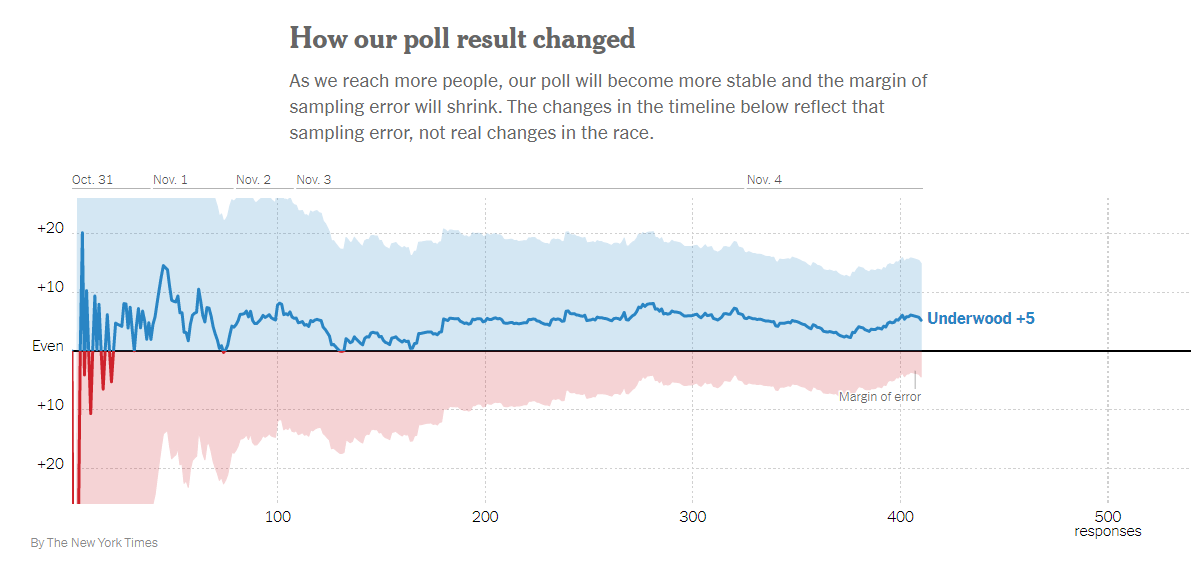 How our poll result changed
As we reach more people, our poll will become more stable and the margin of
sampling error will shrink. The changes in the timeline below reflect that
sampling error, not real changes in the race.
Oct. 31 Nov. 1 Nov. 2 Nov. 3 Nov. 4
+20
+10
Underwood +5
Even
Margin of error
+10
+20
100 200 300 400 500
responses
By The New York Times